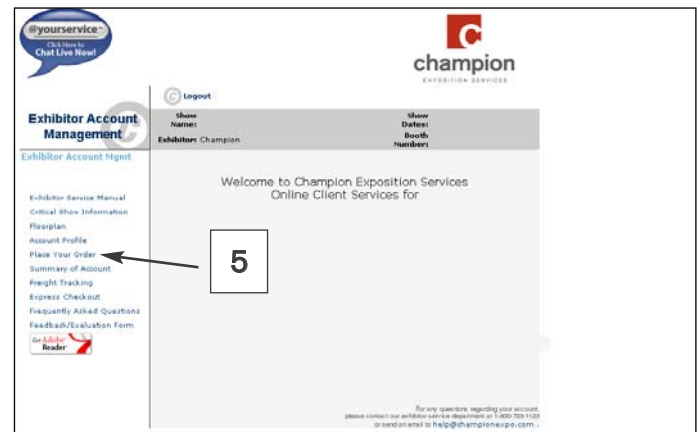 @yourservice
Click Here to
Chat Live Now!
C
champion
EXPOSITION SERVICES
C Logout
Exhibitor Account
Management
Show
Name:
Show
Dates:
Exhibitor: Champion
Booth
Number:
Exhibitor Account Mgmt
Welcome to Champion Exposition Services
Online Client Services for
Exhibitor Service Manual
Critical Show Information
Floorplan
Account Profile
Place Your Order
Summary of Account
Freight Tracking
Express Checkout
Frequently Asked Questions
Feedback/Evaluation Form
5
Get Adobe
Reader
For any questions regarding your account,
please contact our exhibitor service department at 1-800-
or send an email to help@championexpo.com.